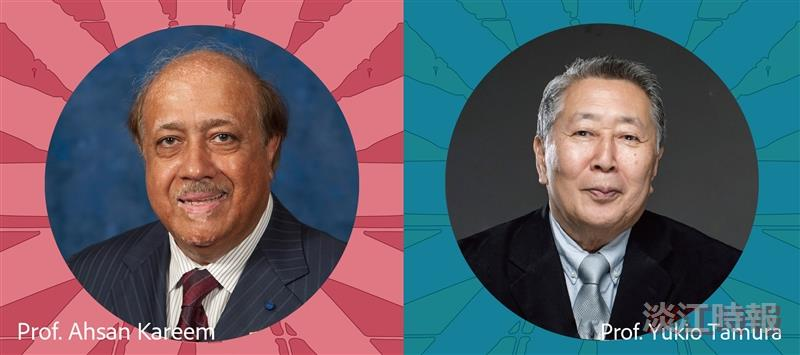 Prof. Ahsan Kareem
淡江時報
Prof. Yukio Tamura